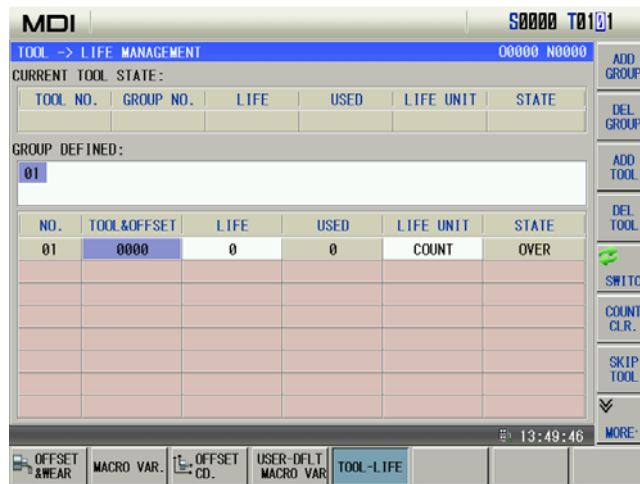 MDI S0000 T0101
TOOL -> LIFE MANAGEMENT O0000 N0000
CURRENT TOOL STATE:
TOOL NO. GROUP NO. LIFE USED LIFE UNIT STATE
GROUP DEFINED:
01
NO. TOOL&OFFSET LIFE USED LIFE UNIT STATE
01 0000 0 0 COUNT OVER
13:49:46
ADD
GROUP
DEL
GROUP
ADD
TOOL
DEL
TOOL
SWITC
COUNT
CLR.
SKIP
TOOL
MORE
OFFSET
&WEAR
MACRO VAR.
OFFSET
CD.
USER-DFLT
MACRO VAR
TOOL-LIFE